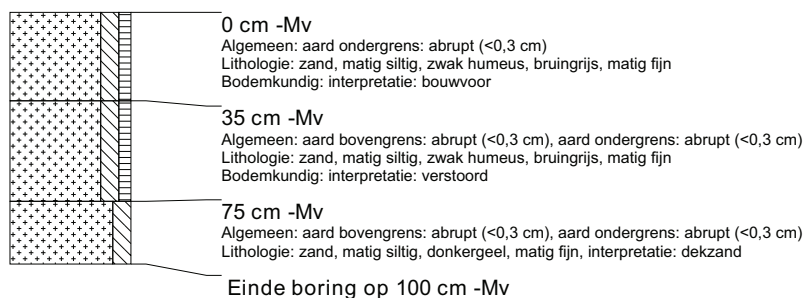 0 cm -Mv
Algemeen: aard ondergrens: abrupt (<0,3 cm)
Lithologie: zand, matig siltig, zwak humeus, bruingrijs, matig fijn
Bodemkundig: interpretatie: bouwvoor
35 cm -Mv
Algemeen: aard bovengrens: abrupt (<0,3 cm), aard ondergrens: abrupt (<0,3 cm)
Lithologie: zand, matig siltig, zwak humeus, bruingrijs, matig fijn
Bodemkundig: interpretatie: verstoord
75 cm -Mv
Algemeen: aard bovengrens: abrupt (<0,3 cm), aard ondergrens: abrupt (<0,3 cm)
Lithologie: zand, matig siltig, donkergeel, matig fijn, interpretatie: dekzand
Einde boring op 100 cm -Mv